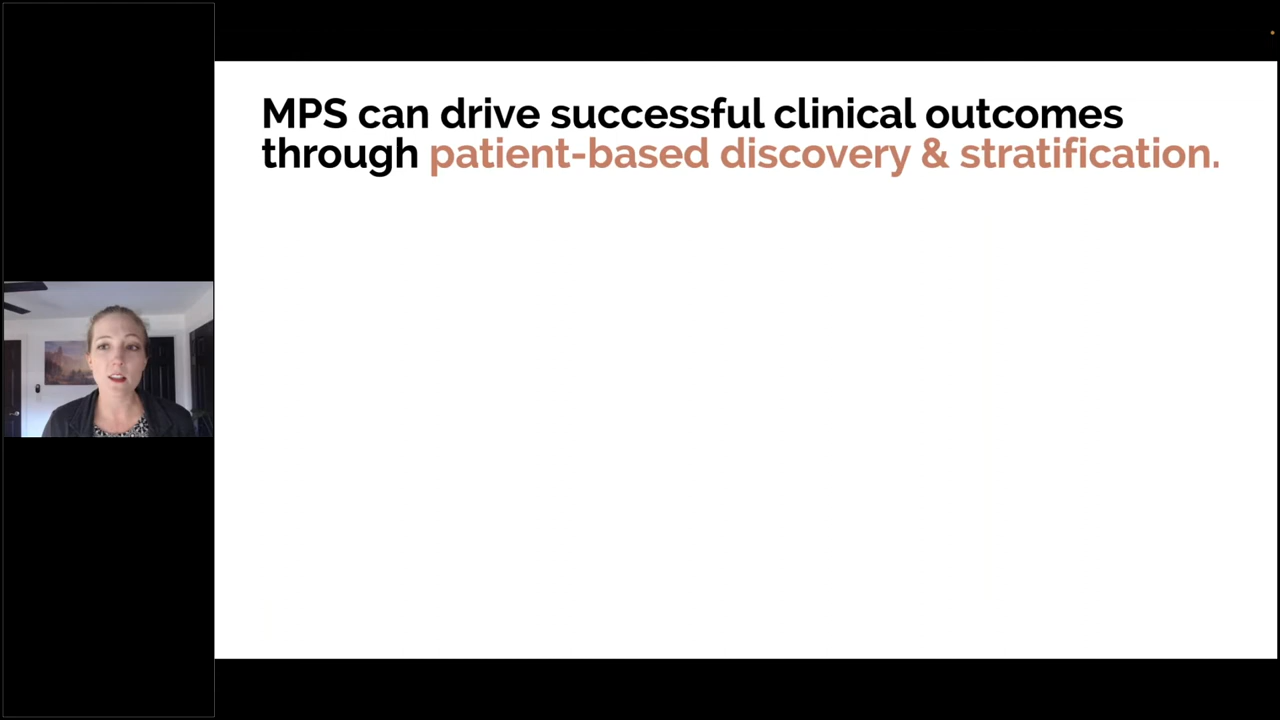 MPS can drive successful clinical outcomes
through patient-based discovery & stratification.